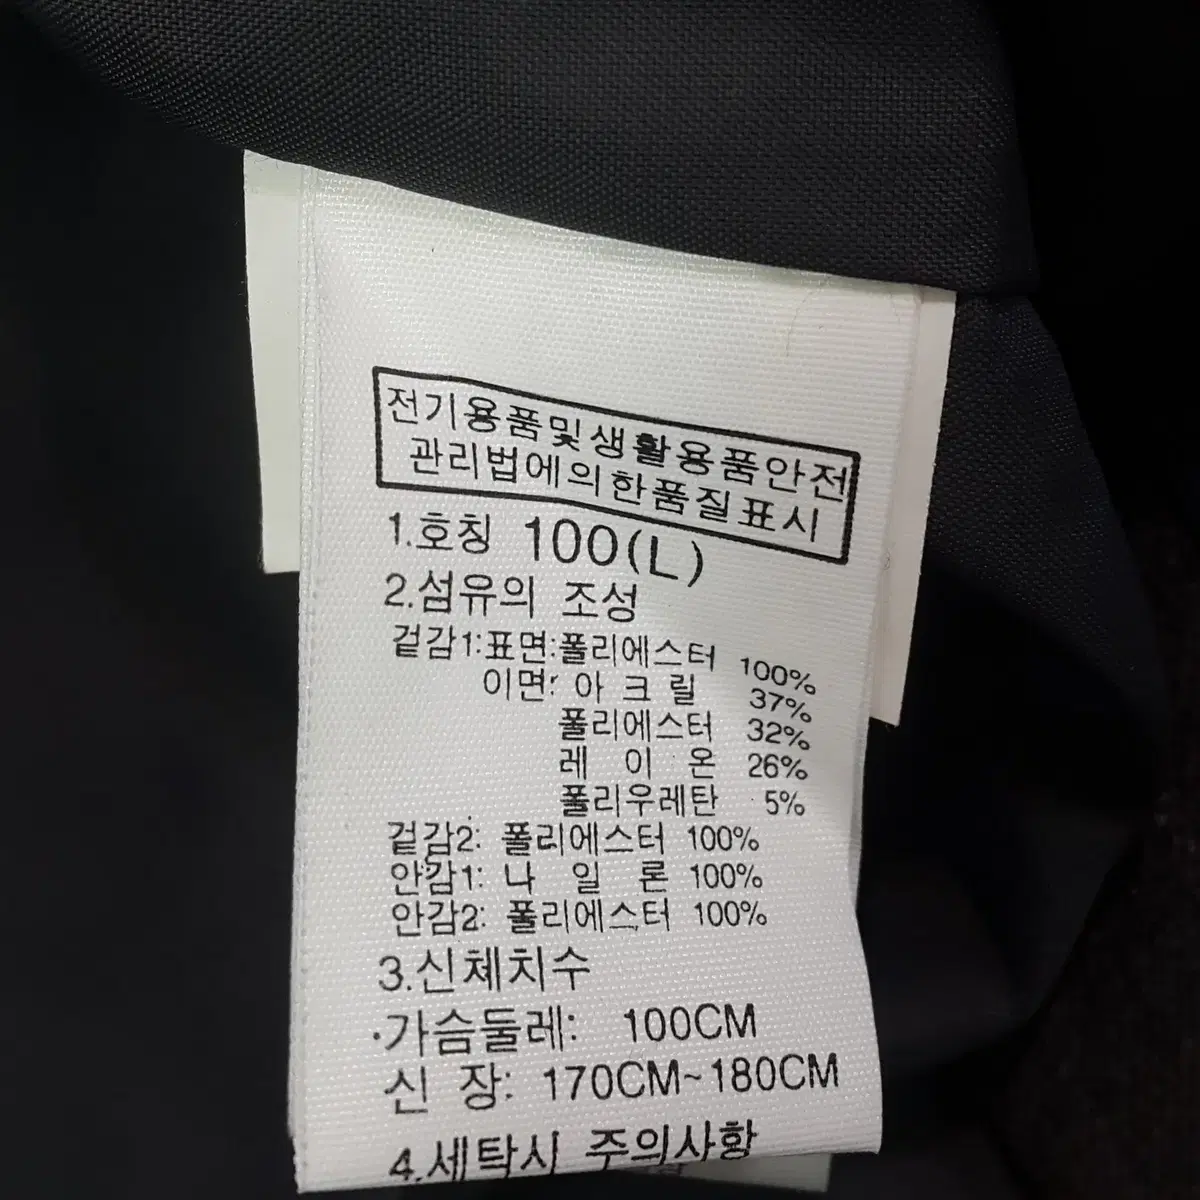 전기용품및생활용품안전
관리법에의한품질표시
1.호칭 100(L)
2.섬유의 조성
겉감1:표면:폴리에스터 100%
이면: 아크릴 37%
폴리에스터 32%
레 이 온 26%
폴리우레탄 5%
겉감2: 폴리에스터 100%
안감1: 나 일 론 100%
안감2: 폴리에스터 100%
3.신체치수
·가슴둘레: 100CM
신 장: 170CM~180CM
4.세탁시 주의사항